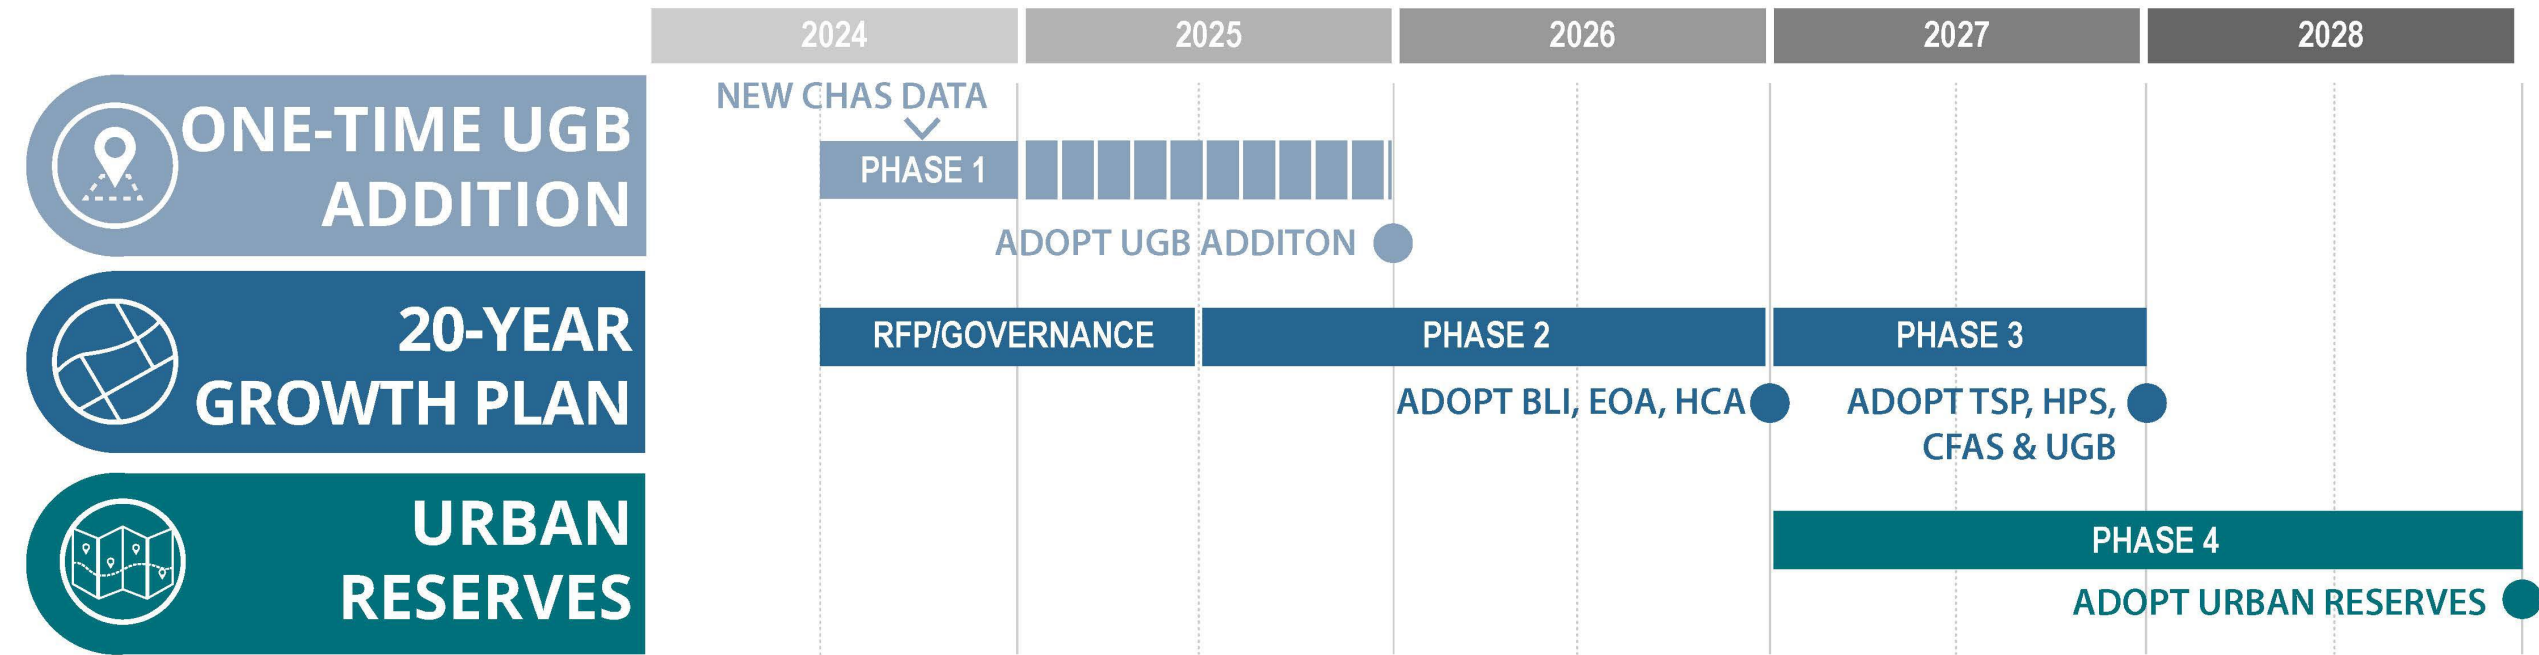 2024 2025 2026 2027 2028
ONE-TIME UGB
ADDITION
NEW CHAS DATA
PHASE 1
ADOPT UGB ADDITON
20-YEAR
GROWTH PLAN
RFP/GOVERNANCE PHASE 2 PHASE 3
ADOPT BLI, EOA, HCA
ADOPT TSP, HPS,
CFAS & UGB
URBAN
RESERVES
PHASE 4
ADOPT URBAN RESERVES